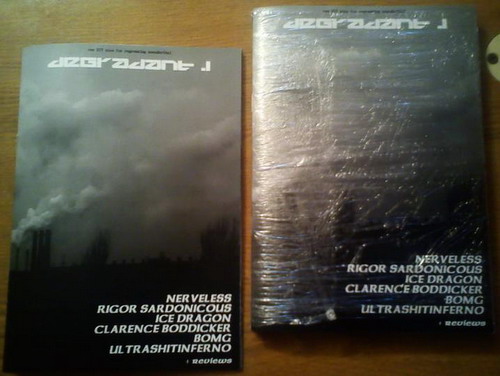 degradant 1
NERVELESS
RIGOR SARDONICOUS
ICE DRAGON
CLARENCE BODDICKER
BOMG
ULTRASHITINFERNO
+ REVIEWS
degradant 1
NERVELESS
RIGOR SARDONICOUS
ICE DRAGON
CLARENCE BODDICKER
BOMG
ULTRASHITINFERNO
+ REVIEWS